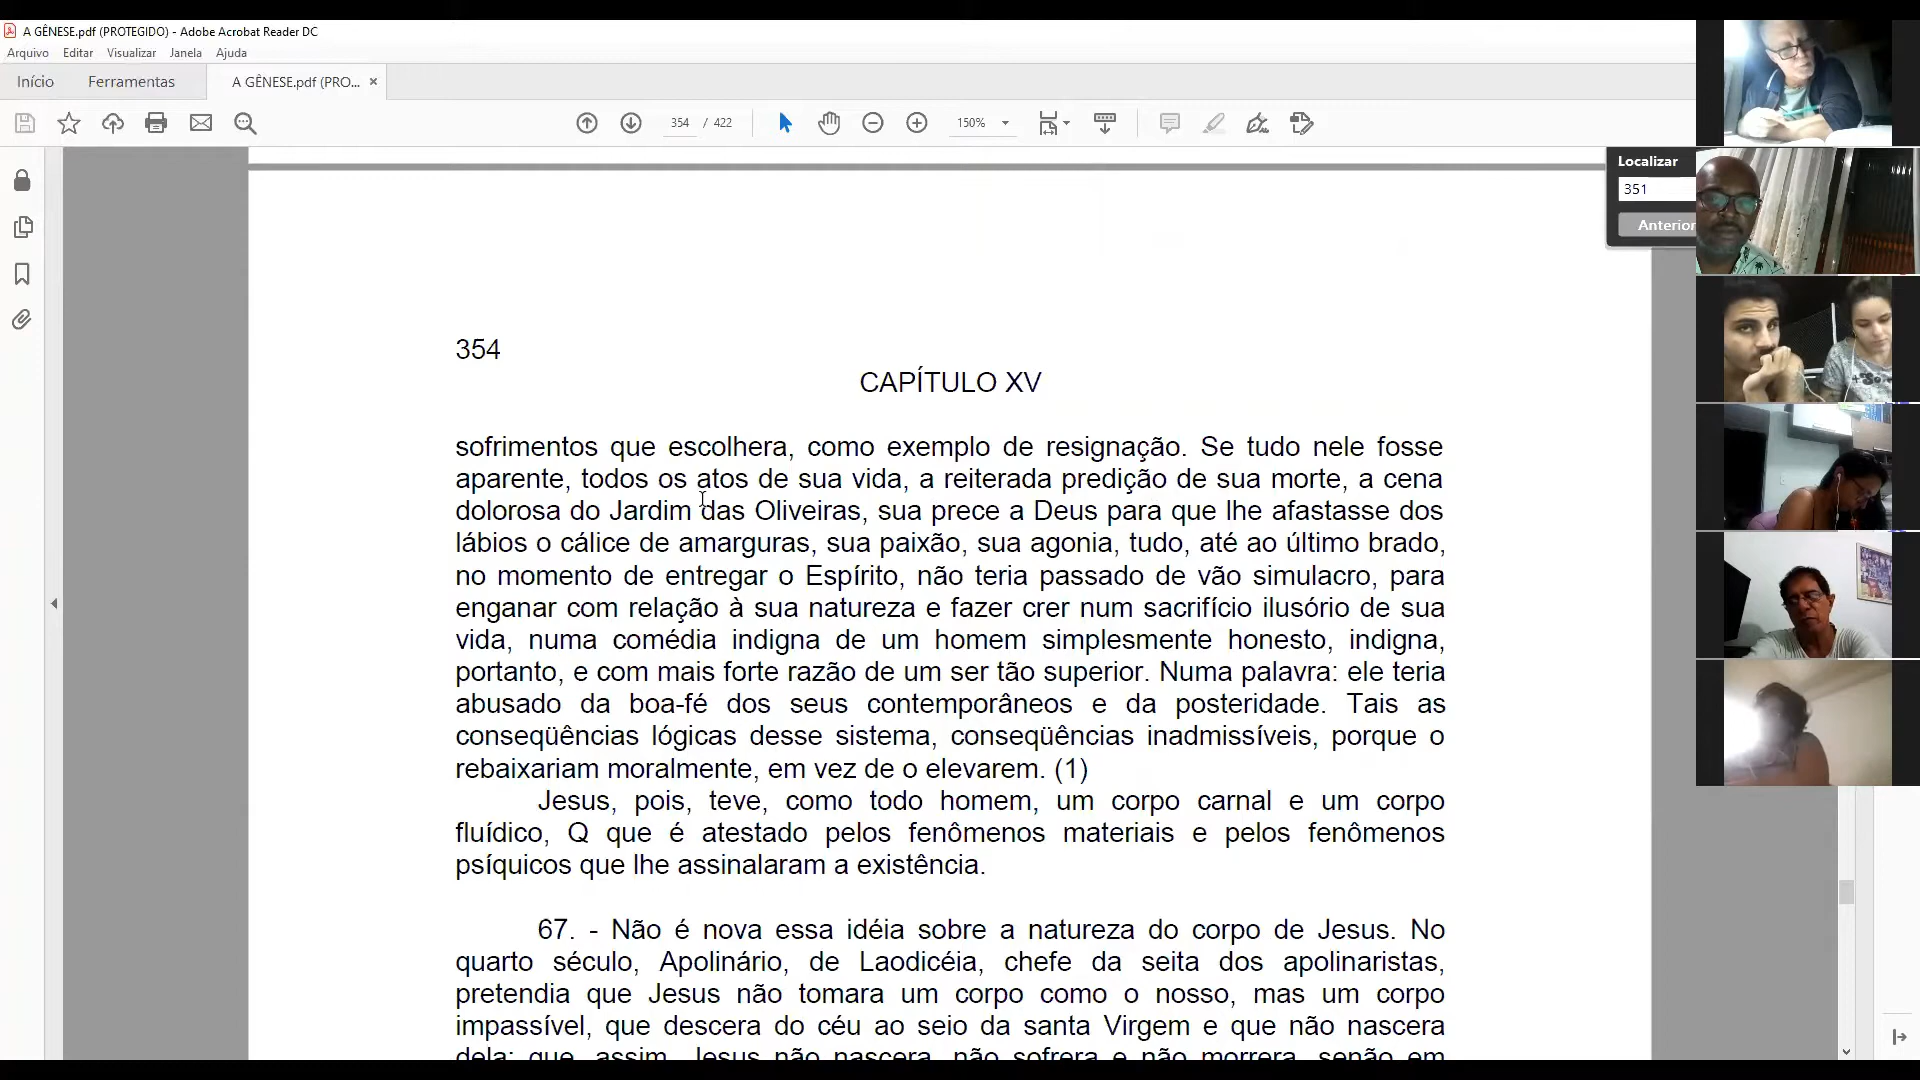 A GÊNESE.pdf (PROTEGIDO) - Adobe Acrobat Reader DC
Arquivo Editar Visualizar Janela Ajuda
Início Ferramentas A GÊNESE.pdf (PRO... ×
354 / 422 150%
Localizar
351
Anterior
354
CAPÍTULO XV
sofrimentos que escolhera, como exemplo de resignação. Se tudo nele fosse
aparente, todos os atos de sua vida, a reiterada predição de sua morte, a cena
dolorosa do Jardim das Oliveiras, sua prece a Deus para que lhe afastasse dos
lábios o cálice de amarguras, sua paixão, sua agonia, tudo, até ao último brado,
no momento de entregar o Espírito, não teria passado de vão simulacro, para
enganar com relação à sua natureza e fazer crer num sacrifício ilusório de sua
vida, numa comédia indigna de um homem simplesmente honesto, indigna,
portanto, e com mais forte razão de um ser tão superior. Numa palavra: ele teria
abusado da boa-fé dos seus contemporâneos e da posteridade. Tais as
conseqüências lógicas desse sistema, conseqüências inadmissíveis, porque o
rebaixariam moralmente, em vez de o elevarem. (1)
Jesus, pois, teve, como todo homem, um corpo carnal e um corpo
fluídico, Q que é atestado pelos fenômenos materiais e pelos fenômenos
psíquicos que lhe assinalaram a existência.
67. - Não é nova essa idéia sobre a natureza do corpo de Jesus. No
quarto século, Apolinário, de Laodicéia, chefe da seita dos apolinaristas,
pretendia que Jesus não tomara um corpo como o nosso, mas um corpo
impassível, que descera do céu ao seio da santa Virgem e que não nascera
dela; que, assim, Jesus não nascera, não sofrera e não morrera, senão em